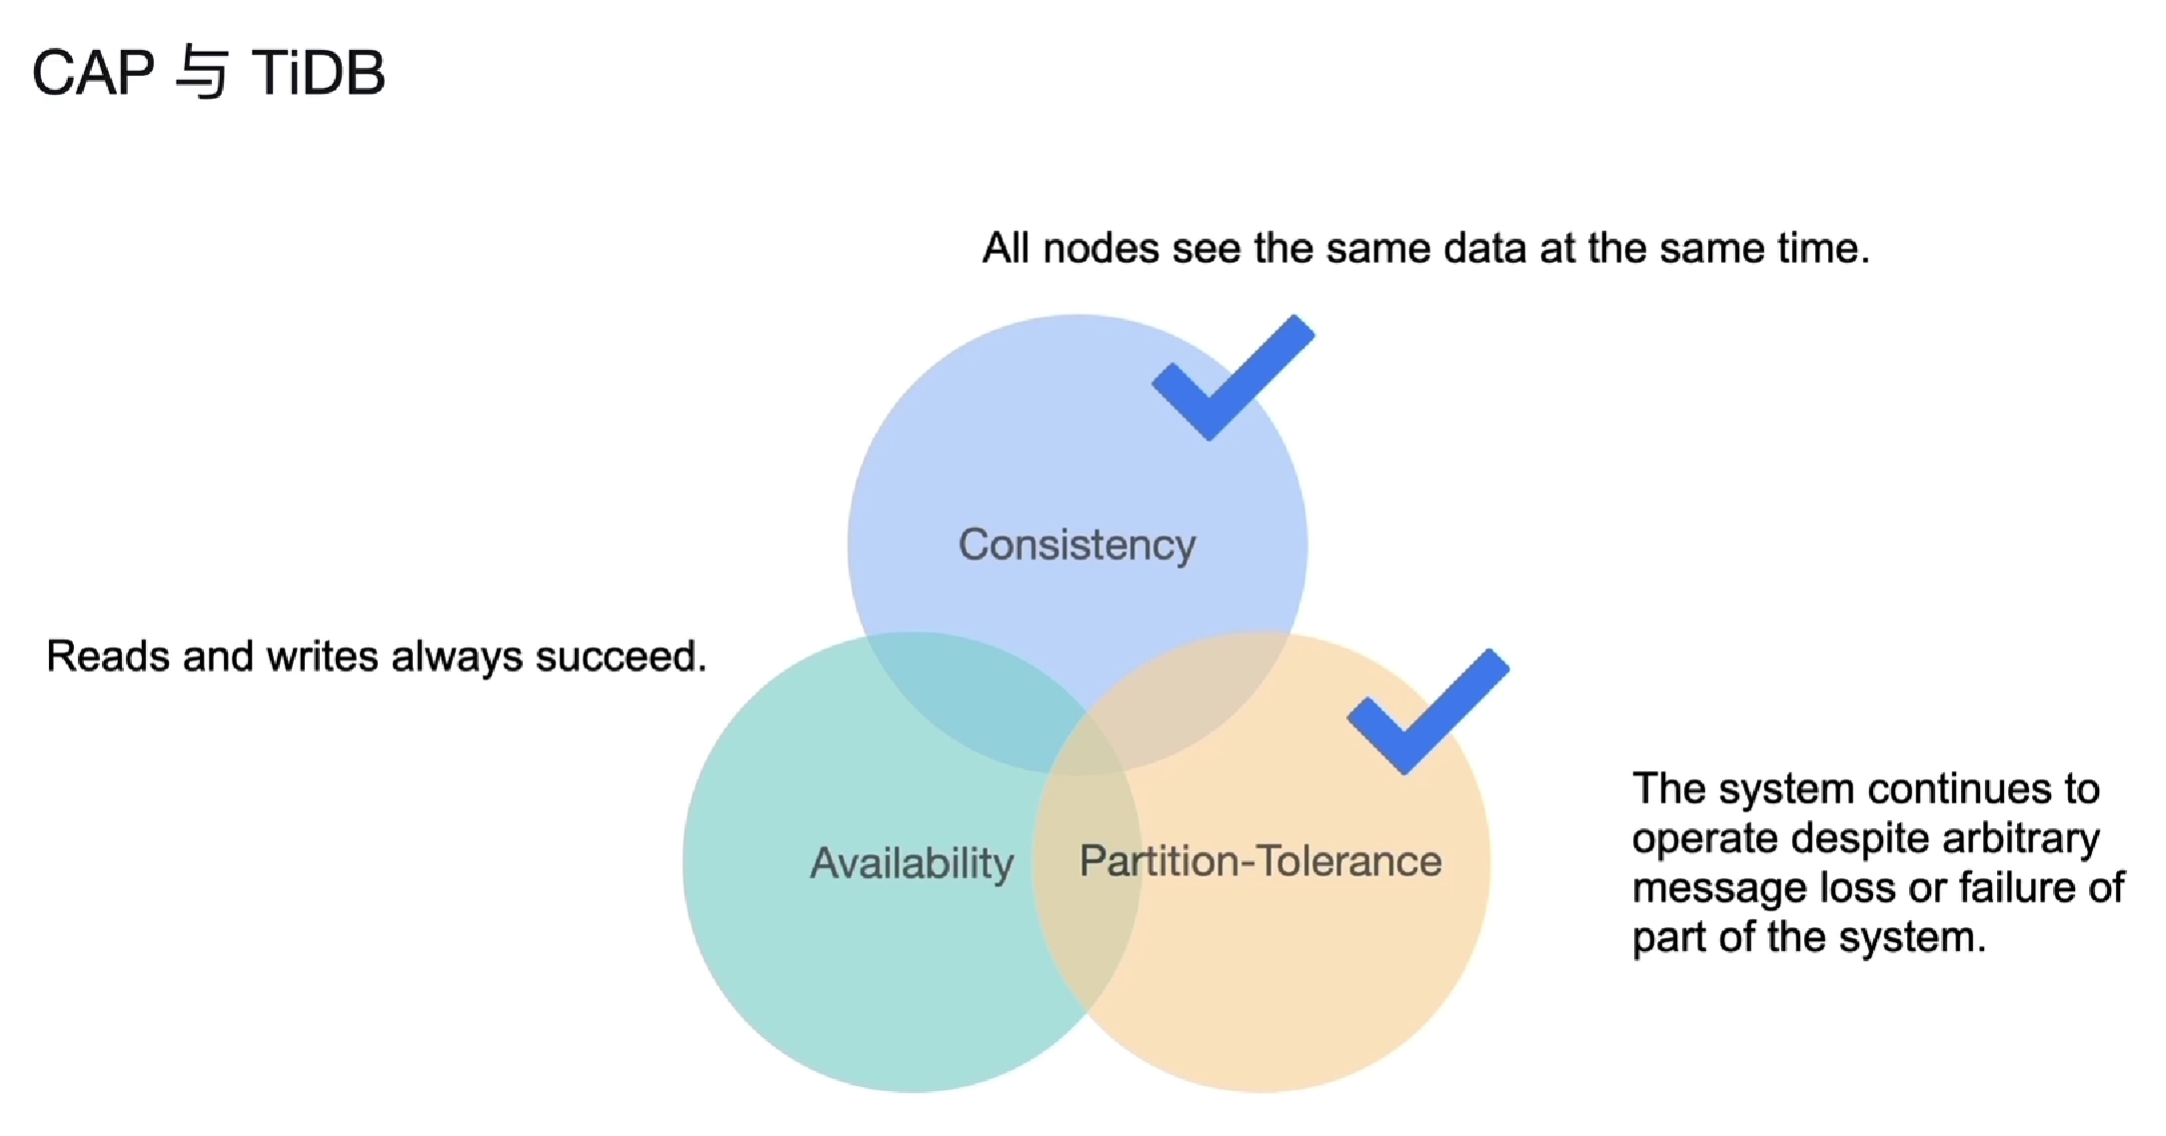 CAP 与 TiDB
All nodes see the same data at the same time.
Consistency
Reads and writes always succeed.
Availability
Partition-Tolerance
The system continues to
operate despite arbitrary
message loss or failure of
part of the system.